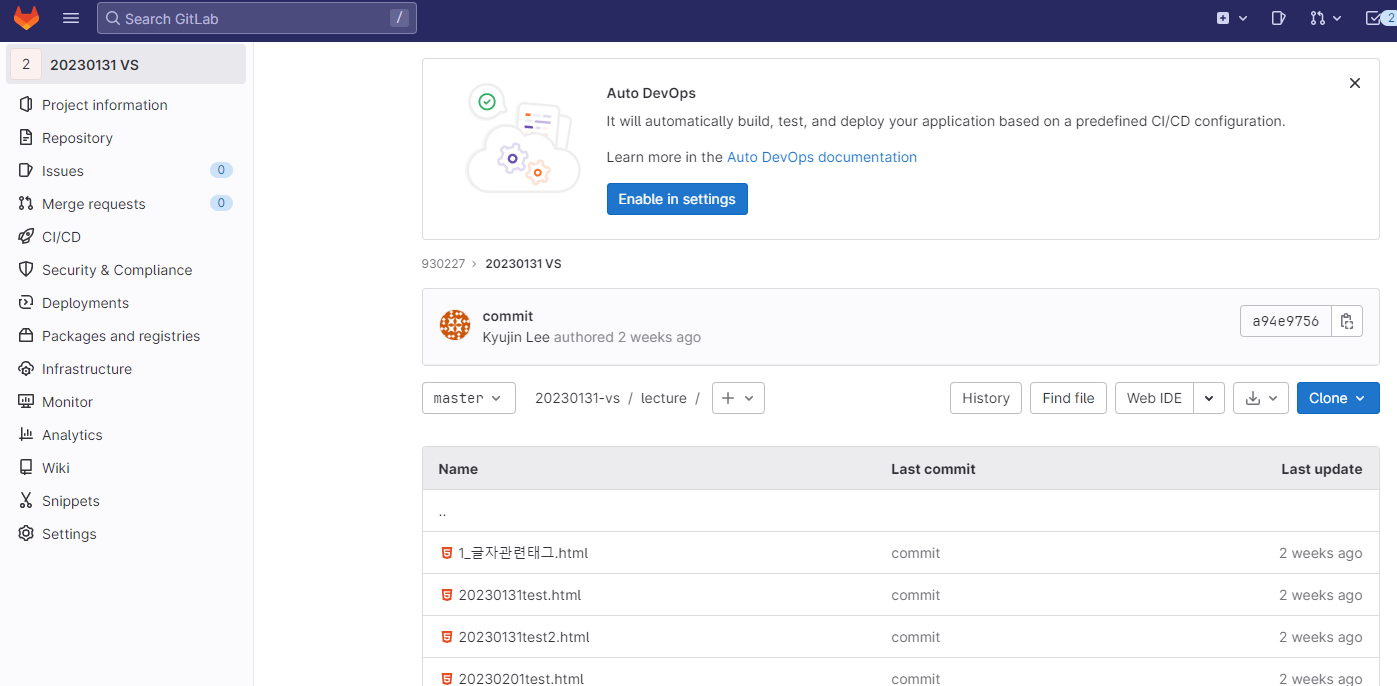 Search GitLab /
2
2 20230131 VS
Project information
Repository
Issues 0
Merge requests 0
CI/CD
Security & Compliance
Deployments
Packages and registries
Infrastructure
Monitor
Analytics
Wiki
Snippets
Settings
Auto DevOps
It will automatically build, test, and deploy your application based on a predefined CI/CD configuration.
Learn more in the Auto DevOps documentation
Enable in settings
930227 › 20230131 VS
commit
Kyujin Lee authored 2 weeks ago
a94e9756
master 20230131-vs / lecture / + History Find file Web IDE Clone
Name Last commit Last update
..
1_글자관련태그.html commit 2 weeks ago
20230131test.html commit 2 weeks ago
20230131test2.html commit 2 weeks ago
20230201test.html commit 2 weeks ago